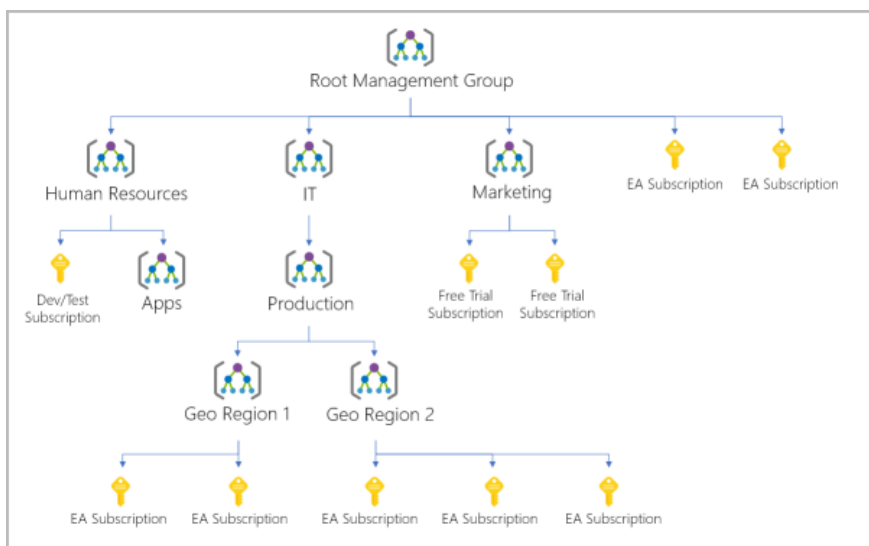 Root Management Group
Human Resources
IT
Marketing
EA Subscription
EA Subscription
Dev/Test
Subscription
Apps
Production
Free Trial
Subscription
Free Trial
Subscription
Geo Region 1
Geo Region 2
EA Subscription
EA Subscription
EA Subscription
EA Subscription
EA Subscription